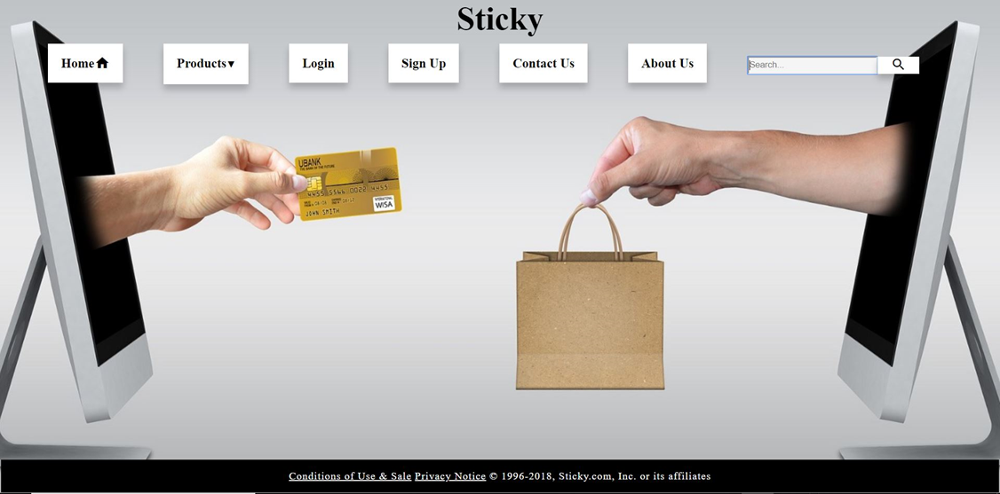 Sticky
Home
Products▾
Login
Sign Up
Contact Us
About Us
Search...
UBANK
THE BANK OF THE FUTURE
4455 5566 0022 4455
JOHN SMITH
INTERNATIONAL
WISA
Conditions of Use & Sale Privacy Notice © 1996-2018, Sticky.com, Inc. or its affiliates